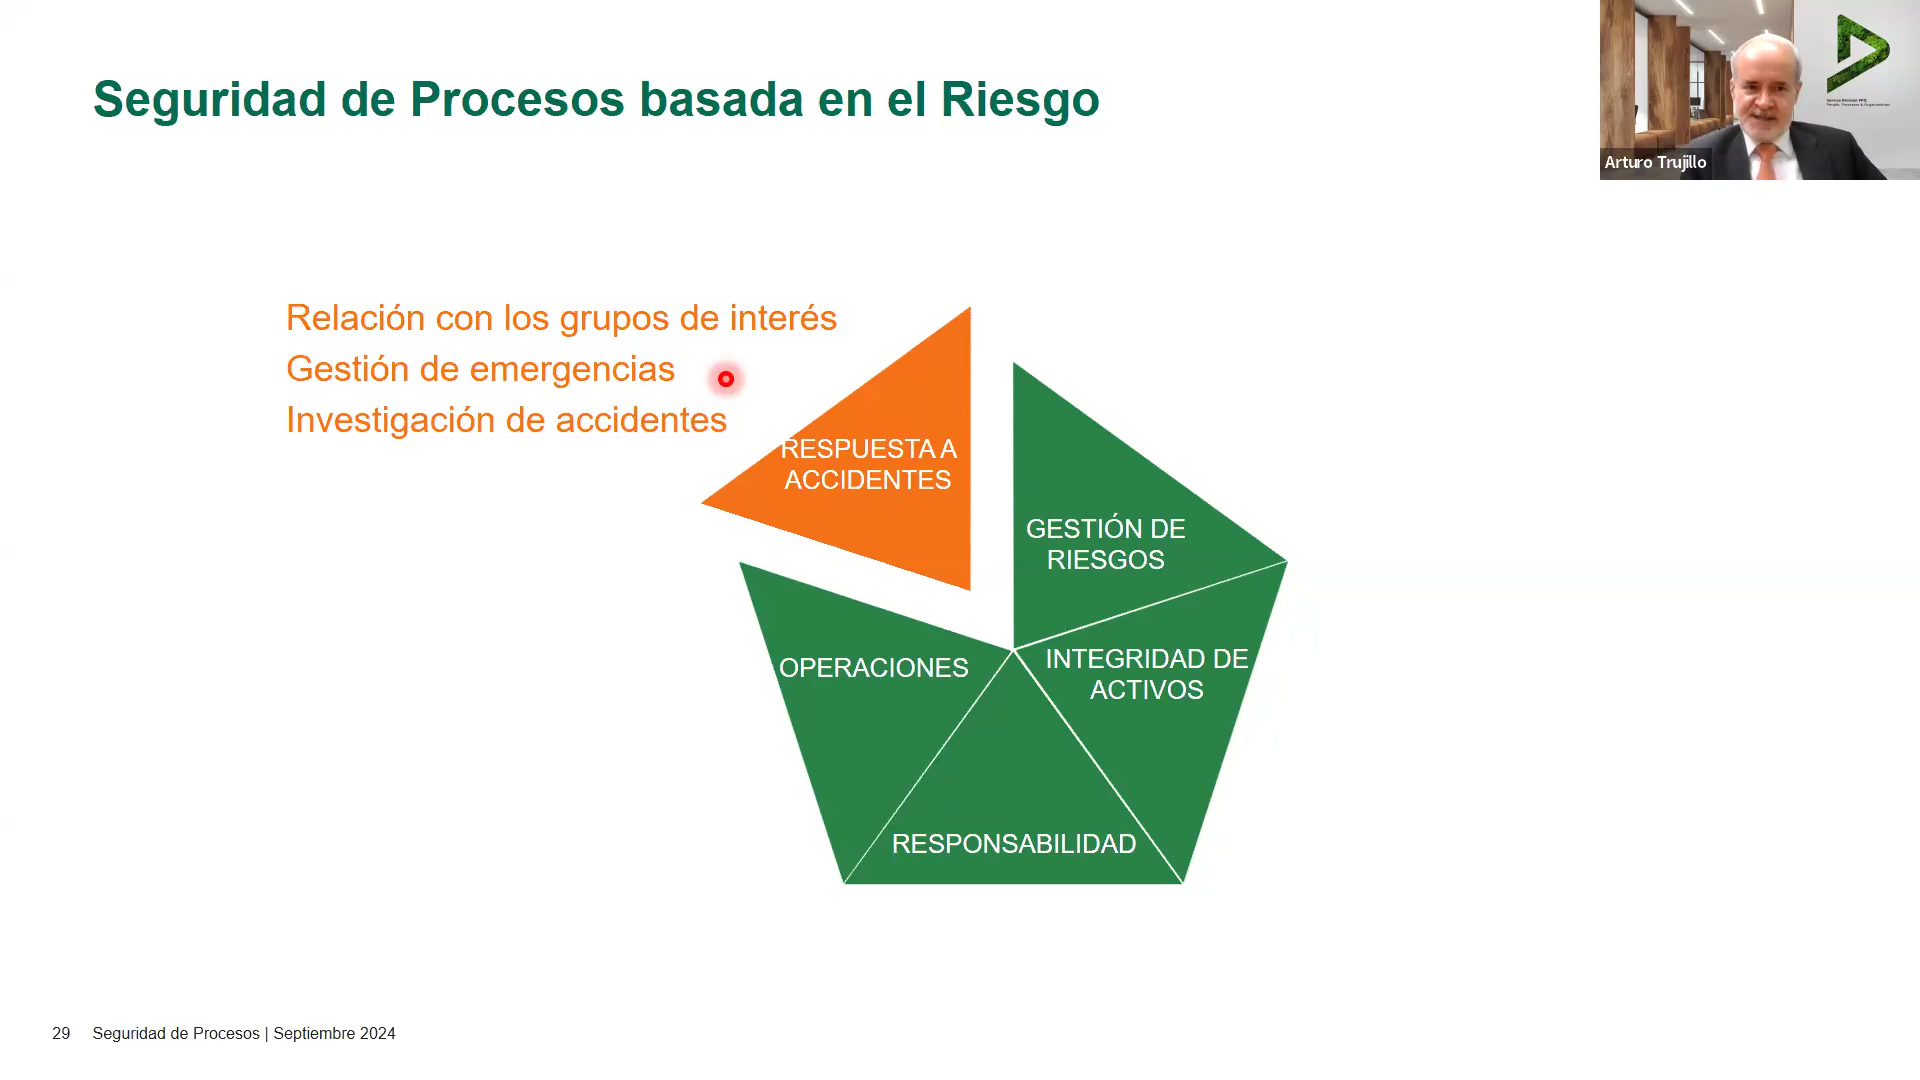 Seguridad de Procesos basada en el Riesgo
Arturo Trujillo
Relación con los grupos de interés
Gestión de emergencias
Investigación de accidentes
RESPUESTA A
ACCIDENTES
GESTIÓN DE
RIESGOS
INTEGRIDAD DE
ACTIVOS
OPERACIONES
RESPONSABILIDAD
29 Seguridad de Procesos | Septiembre 2024